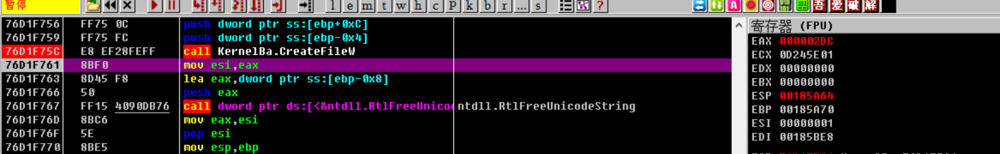 暂停
l e m t w h c P k b r ... s ? A 吾 爱 破 解
76D1F756 FF75 0C push dword ptr ss:[ebp+0xC]
76D1F759 FF75 FC push dword ptr ss:[ebp-0x4]
76D1F75C E8 EF28FEFF call KernelBa.CreateFileW
76D1F761 8BF0 mov esi,eax
76D1F763 8D45 F8 lea eax,dword ptr ss:[ebp-0x8]
76D1F766 50 push eax
76D1F767 FF15 4090DB76 call dword ptr ds:[<&ntdll.RtlFreeUnico ntdll.RtlFreeUnicodeString
76D1F76D 8BC6 mov eax,esi
76D1F76F 5E pop esi
76D1F770 8BE5 mov esp,ebp
寄存器 (FPU)
EAX 000002DC
ECX 0D245E01
EDX 00000000
EBX 00000000
ESP 00185A64
EBP 00185A70
ESI 00000001
EDI 00185BE8